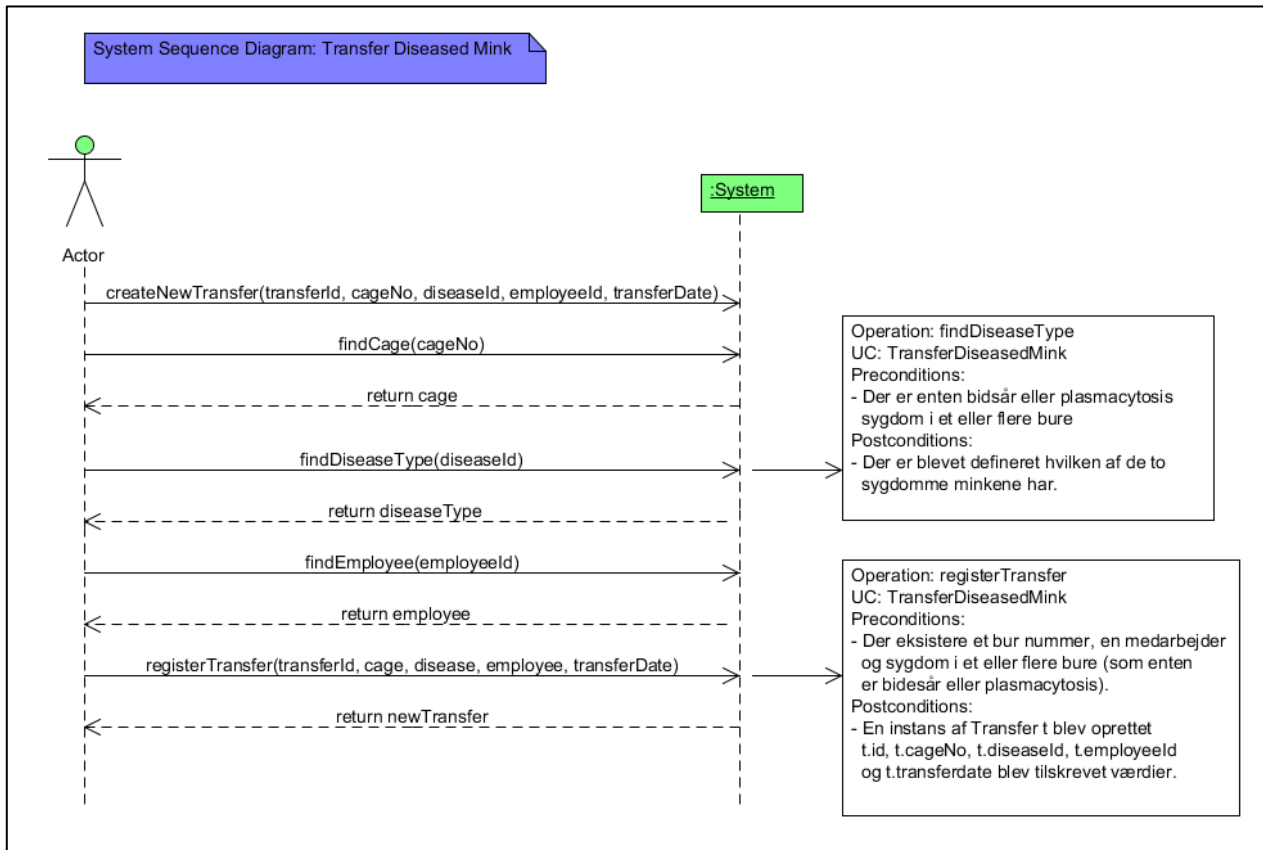 System Sequence Diagram: Transfer Diseased Mink
:System
Actor
createNewTransfer(transferId, cageNo, diseaseId, employeeId, transferDate)
findCage(cageNo)
return cage
findDiseaseType(diseaseId)
return diseaseType
findEmployee(employeeId)
return employee
registerTransfer(transferId, cage, disease, employee, transferDate)
return newTransfer
Operation: findDiseaseType
UC: TransferDiseasedMink
Preconditions:
- Der er enten bidsår eller plasmacytosis
sygdom i et eller flere bure
Postconditions:
- Der er blevet defineret hvilken af de to
sygdomme minkene har.
Operation: registerTransfer
UC: TransferDiseasedMink
Preconditions:
- Der eksistere et bur nummer, en medarbejder
og sygdom i et eller flere bure (som enten
er bidesår eller plasmacytosis).
Postconditions:
- En instans af Transfer t blev oprettet
t.id, t.cageNo, t.diseaseId, t.employeeId
og t.transferdate blev tilskrevet værdier.